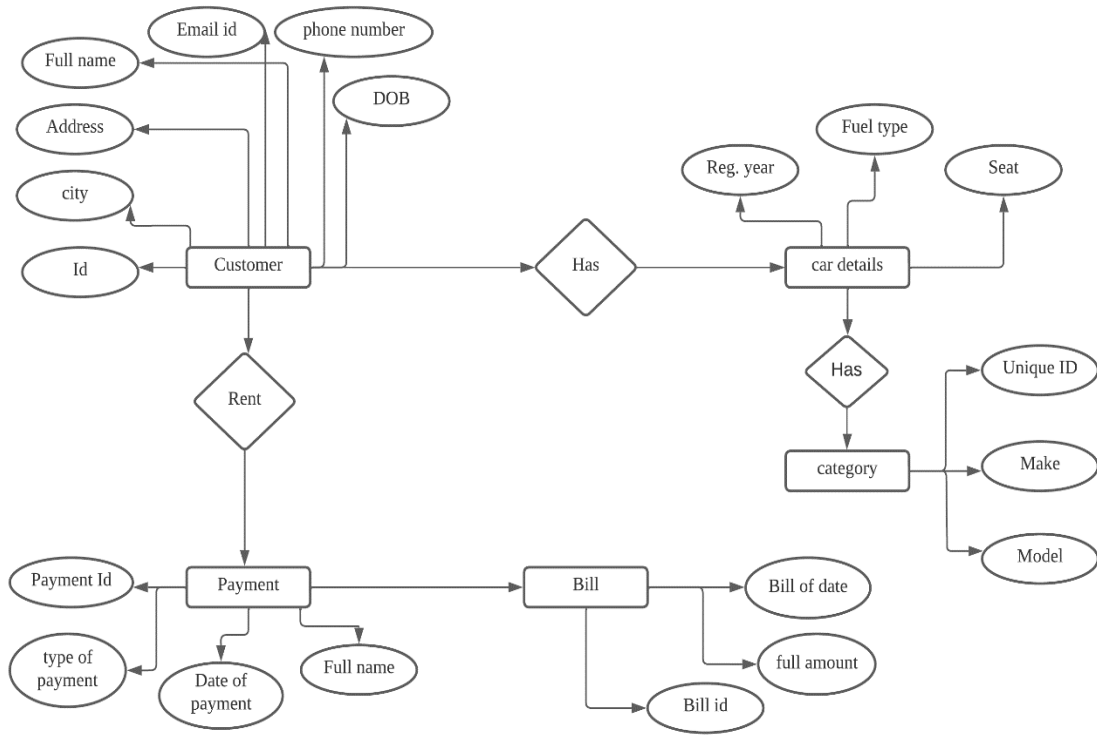 Email id
phone number
Full name
DOB
Address
Fuel type
Reg. year
Seat
city
Id
Customer
Has
car details
Has
Unique ID
Rent
category
Make
Model
Payment Id
Payment
Bill
Bill of date
type of
payment
Full name
full amount
Date of
payment
Bill id